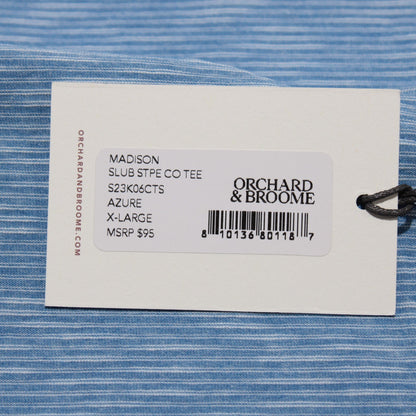 ORCHARDANDBROOME.COM
MADISON
SLUB STPE CO TEE
S23K06CTS
AZURE
X-LARGE
MSRP $95
ORCHARD
& BROOME
8 10136 80118 7